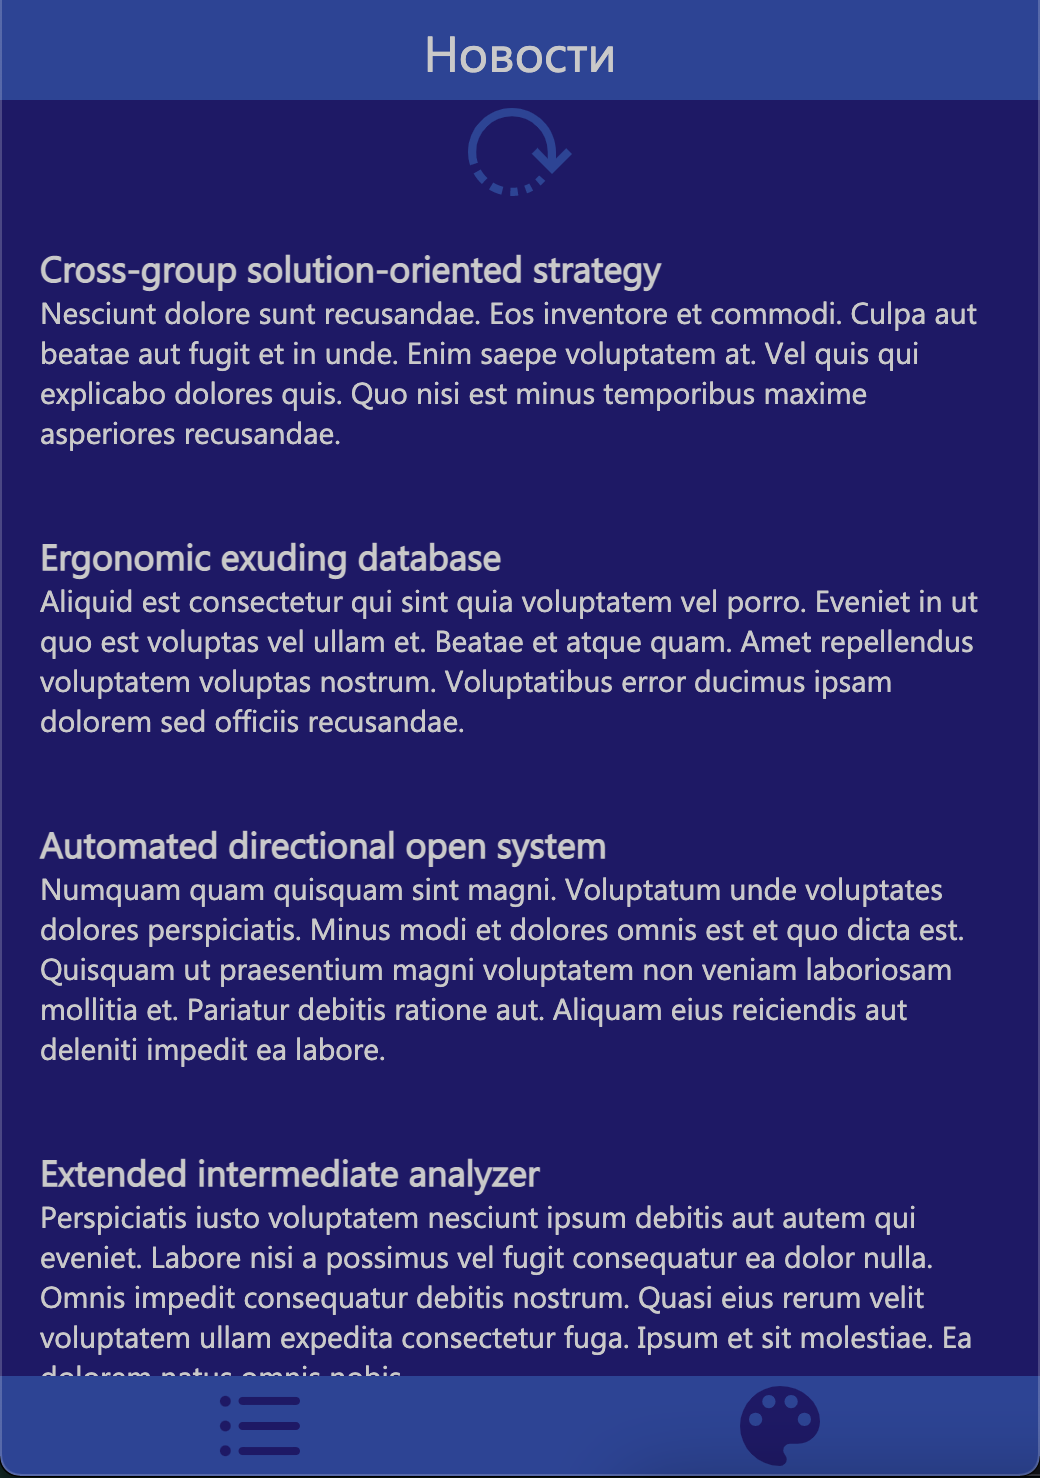 Новости
Cross-group solution-oriented strategy
Nesciunt dolore sunt recusandae. Eos inventore et commodi. Culpa aut
beatae aut fugit et in unde. Enim saepe voluptatem at. Vel quis qui
explicabo dolores quis. Quo nisi est minus temporibus maxime
asperiores recusandae.
Ergonomic exuding database
Aliquid est consectetur qui sint quia voluptatem vel porro. Eveniet in ut
quo est voluptas vel ullam et. Beatae et atque quam. Amet repellendus
voluptatem voluptas nostrum. Voluptatibus error ducimus ipsam
dolorem sed officiis recusandae.
Automated directional open system
Numquam quam quisquam sint magni. Voluptatum unde voluptates
dolores perspiciatis. Minus modi et dolores omnis est et quo dicta est.
Quisquam ut praesentium magni voluptatem non veniam laboriosam
mollitia et. Pariatur debitis ratione aut. Aliquam eius reiciendis aut
deleniti impedit ea labore.
Extended intermediate analyzer
Perspiciatis iusto voluptatem nesciunt ipsum debitis aut autem qui
eveniet. Labore nisi a possimus vel fugit consequatur ea dolor nulla.
Omnis impedit consequatur debitis nostrum. Quasi eius rerum velit
voluptatem ullam expedita consectetur fuga. Ipsum et sit molestiae. Ea
dolorem natus omnis nobis